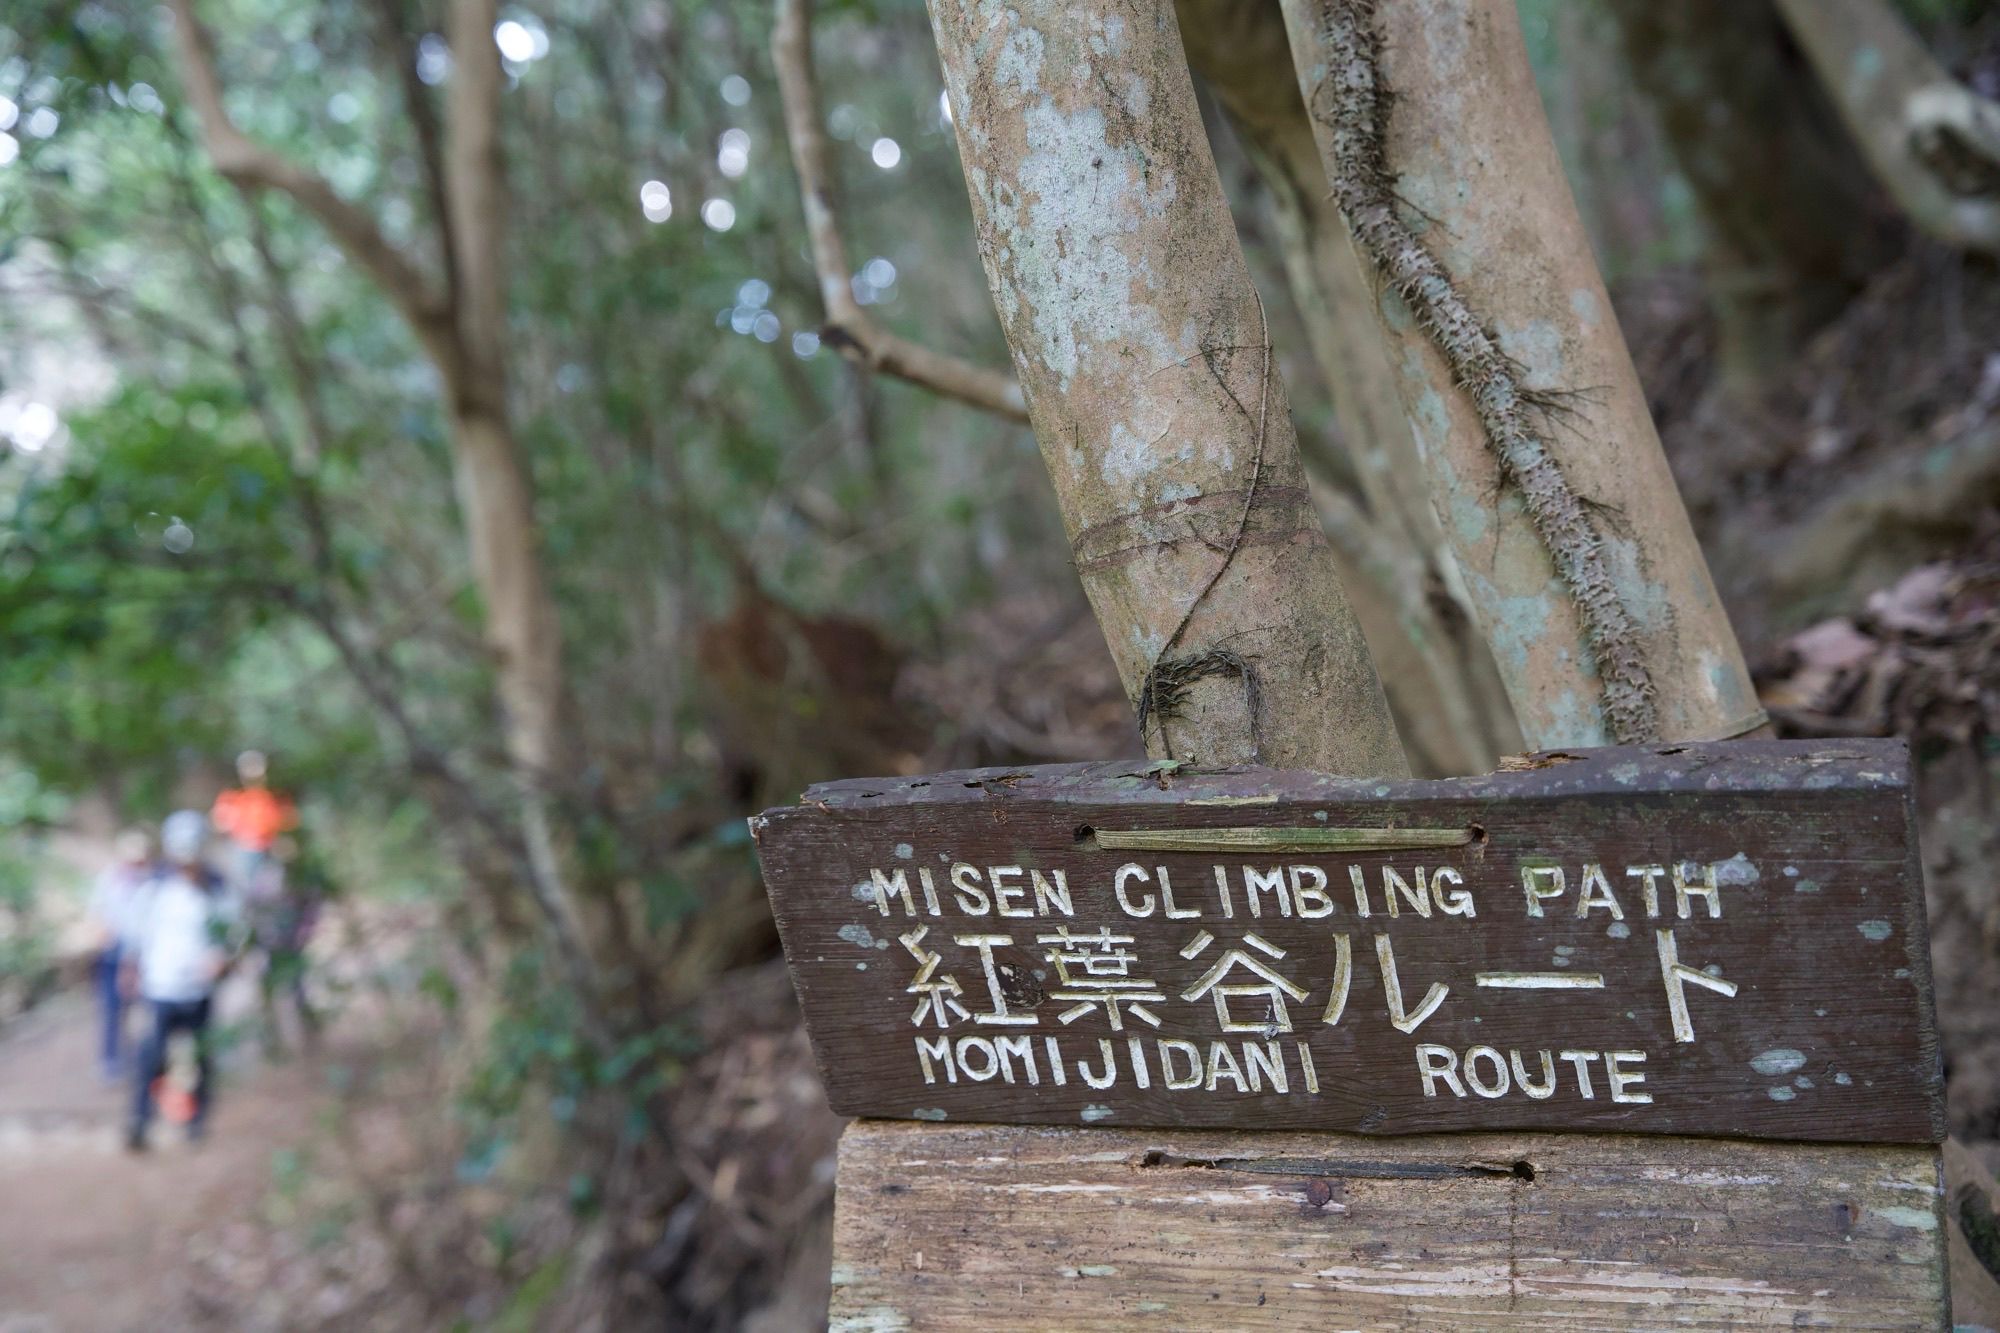 MISEN CLIMBING PATH
紅葉谷ルート
MOMIJIDANI ROUTE